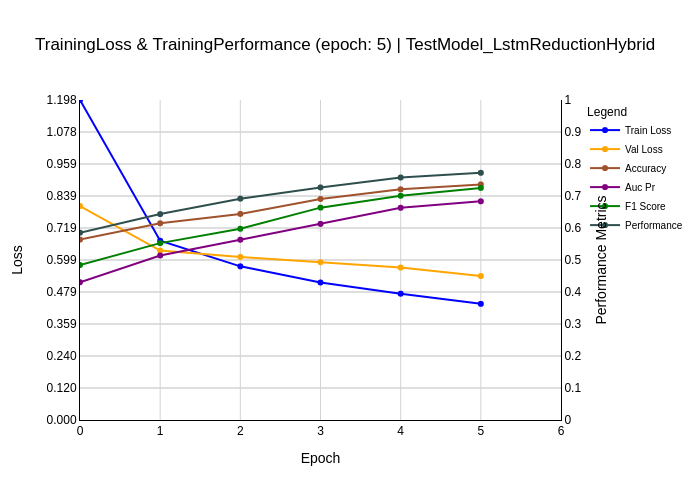 TrainingLoss & TrainingPerformance (epoch: 5) | TestModel_LstmReductionHybrid
1.198
1.078
0.959
0.839
0.719
0.599
0.479
0.359
0.240
0.120
0.000
Loss
0
1
2
3
4
5
6
Epoch
1
0.9
0.8
0.7
0.6
0.5
0.4
0.3
0.2
0.1
0
Performance Metrics
Legend
Train Loss
Val Loss
Accuracy
Auc Pr
F1 Score
Performance